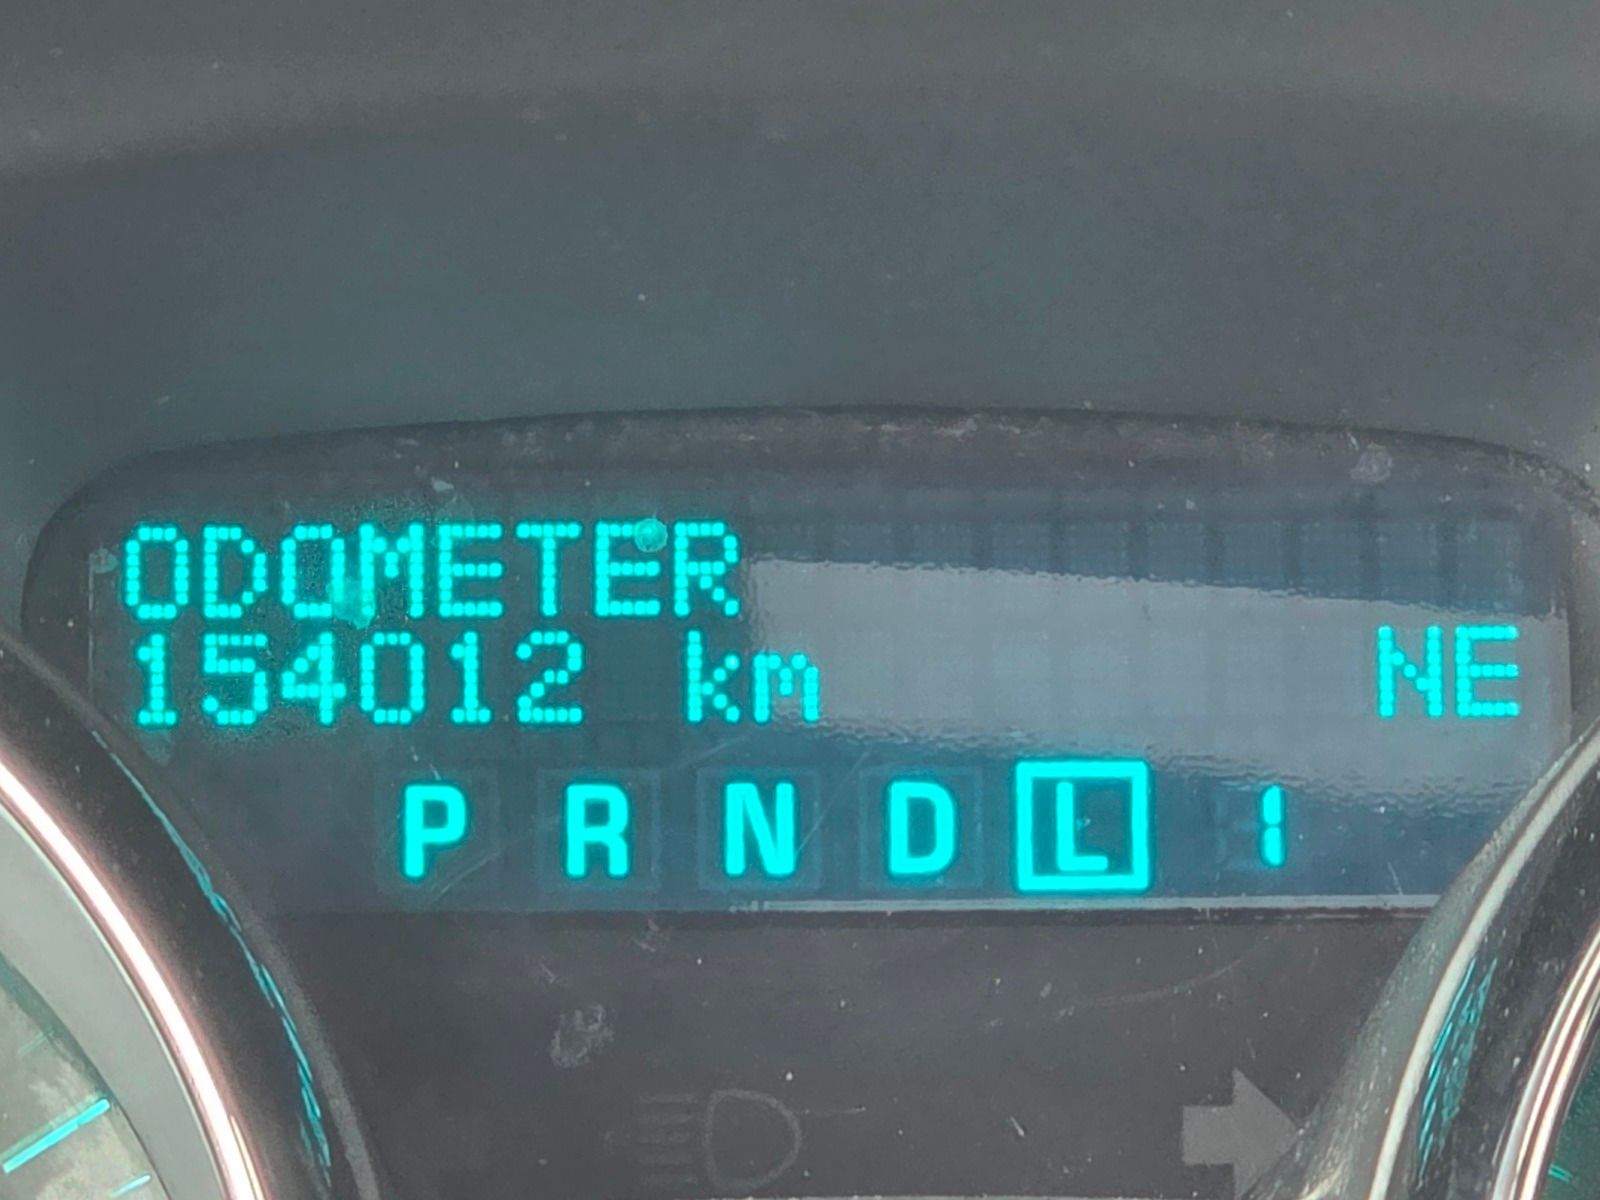 ODOMETER
154012 km NE
P R N D L 1